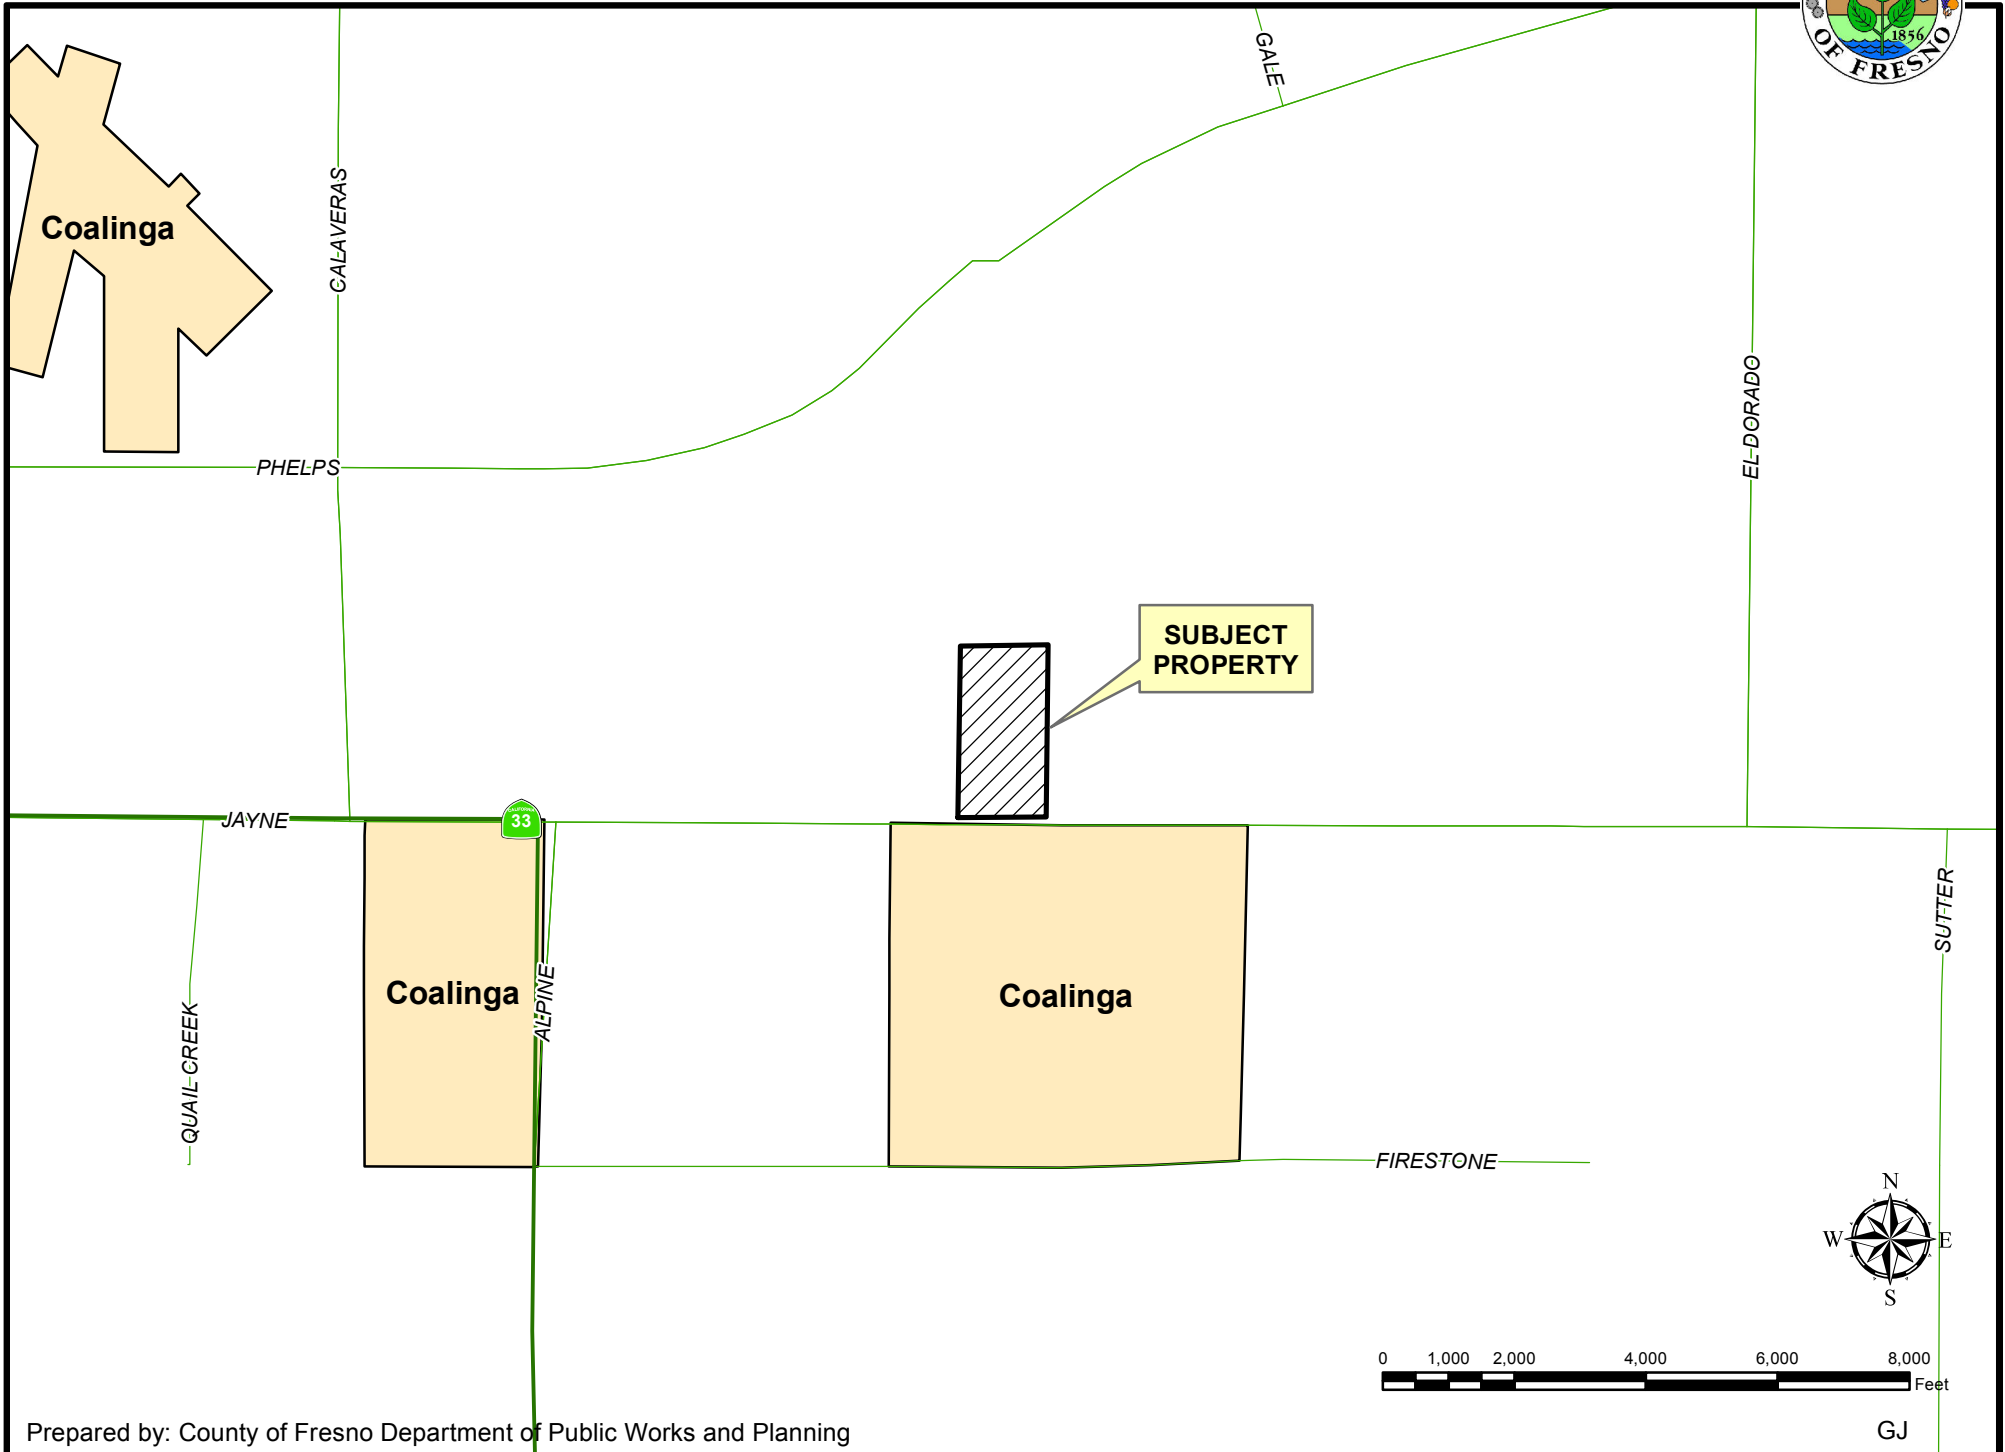 GALE
1856
OF FRESNO
CALAVERAS
Coalinga
EL DORADO
PHELPS
SUBJECT
PROPERTY
CALIFORNIA
33
JAYNE
SUTTER
Coalinga
ALPINE
Coalinga
QUAIL CREEK
FIRESTONE
N
W
E
S
0 1,000 2,000 4,000 6,000 8,000
Feet
Prepared by: County of Fresno Department of Public Works and Planning
GJ